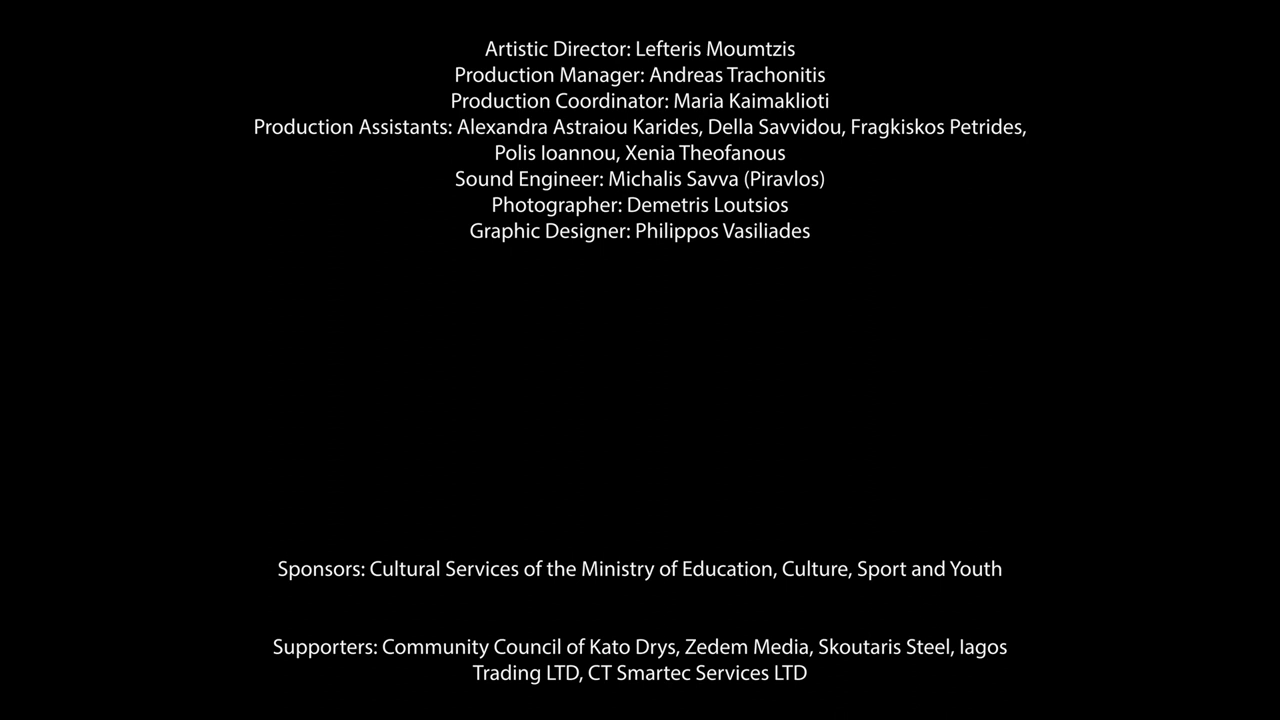 Artistic Director: Lefteris Moumtzis
Production Manager: Andreas Trachonitis
Production Coordinator: Maria Kaimaklioti
Production Assistants: Alexandra Astraiou Karides, Della Savvidou, Fragkiskos Petrides,
Polis Ioannou, Xenia Theofanous
Sound Engineer: Michalis Savva (Piravlos)
Photographer: Demetris Loutsios
Graphic Designer: Philippos Vasiliades
Sponsors: Cultural Services of the Ministry of Education, Culture, Sport and Youth
Supporters: Community Council of Kato Drys, Zedem Media, Skoutaris Steel, Iagos
Trading LTD, CT Smartec Services LTD